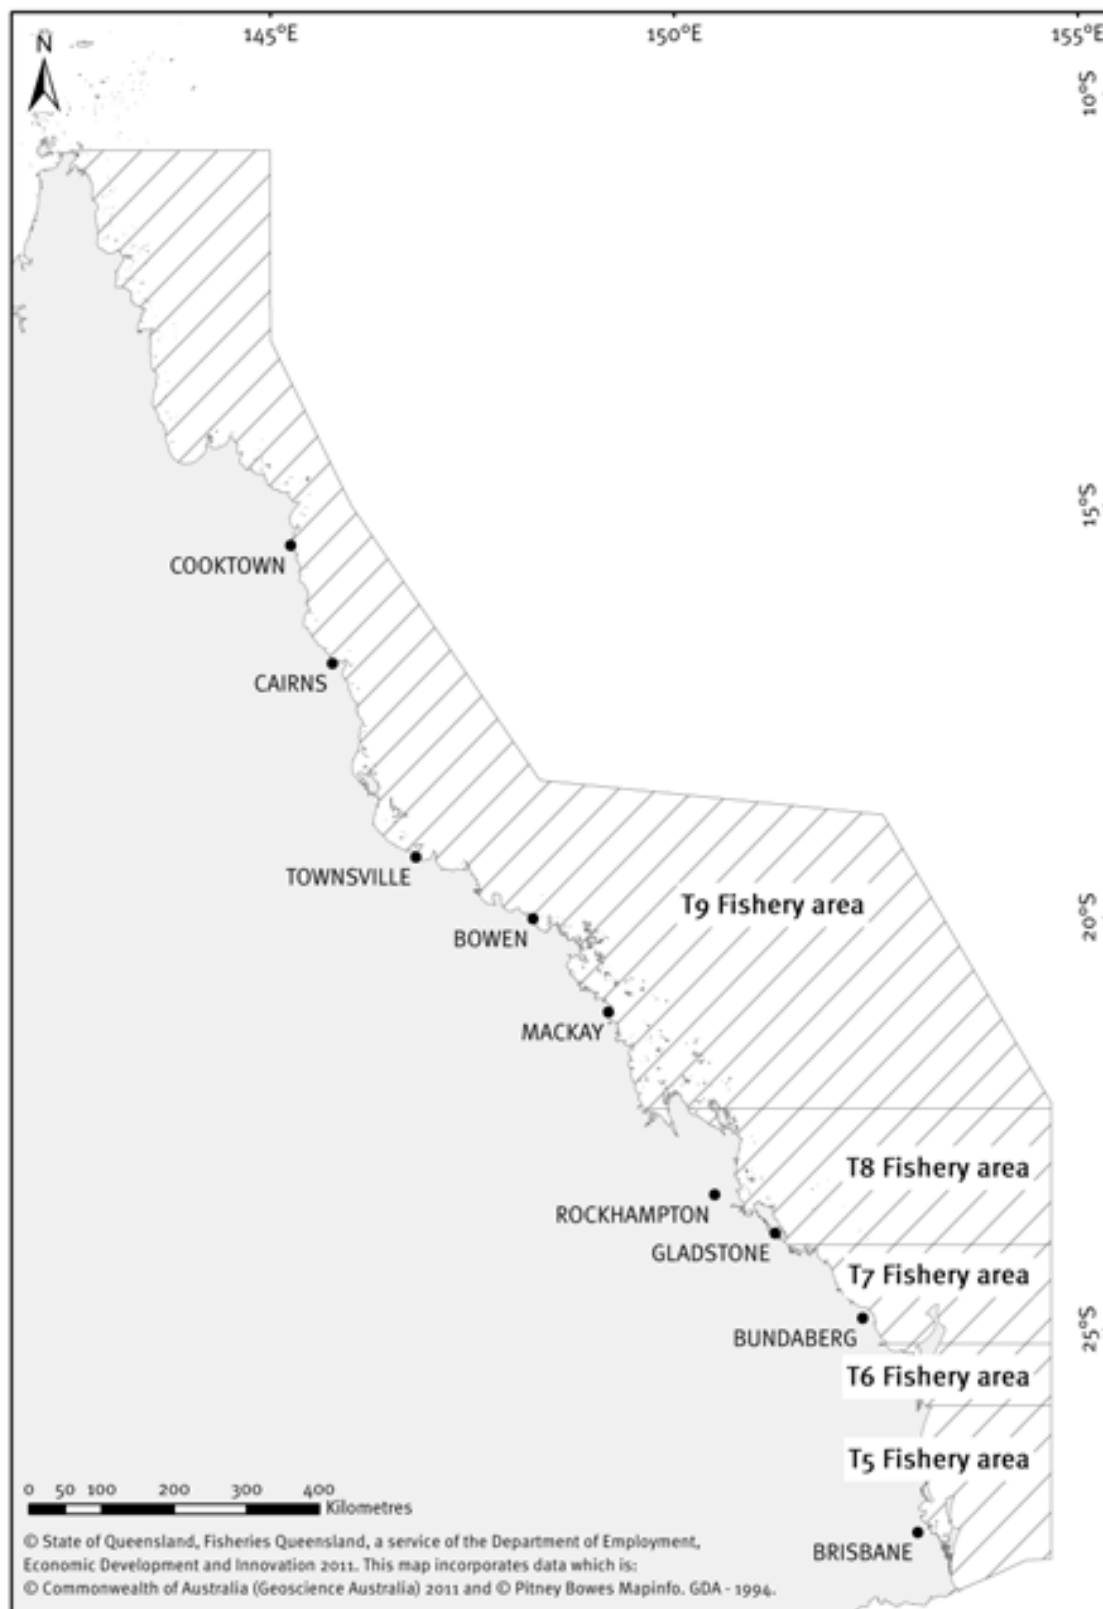 145°E
150°E
155°E
N
10°S
15°S
COOKTOWN
CAIRNS
TOWNSVILLE
T9 Fishery area
20°S
BOWEN
MACKAY
T8 Fishery area
ROCKHAMPTON
GLADSTONE
T7 Fishery area
25°S
BUNDABERG
T6 Fishery area
T5 Fishery area
0 50 100 200 300 400
Kilometres
BRISBANE
© State of Queensland, Fisheries Queensland, a service of the Department of Employment,
Economic Development and Innovation 2011. This map incorporates data which is:
© Commonwealth of Australia (Geoscience Australia) 2011 and © Pitney Bowes Mapinfo. GDA - 1994.